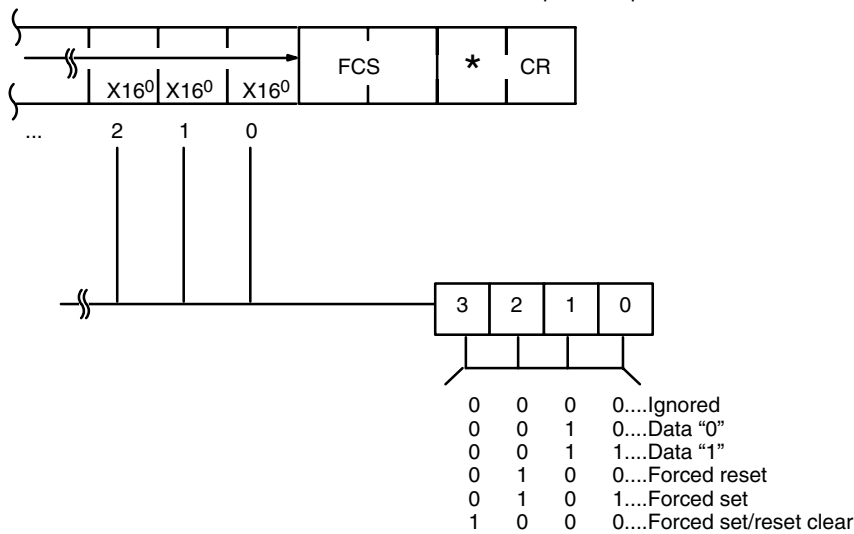 FCS * CR
X16⁰ X16⁰ X16⁰
... 2 1 0
3 2 1 0
0 0 0 0....Ignored
0 0 1 0....Data “0”
0 0 1 1....Data “1”
0 1 0 0....Forced reset
0 1 0 1....Forced set
1 0 0 0....Forced set/reset clear